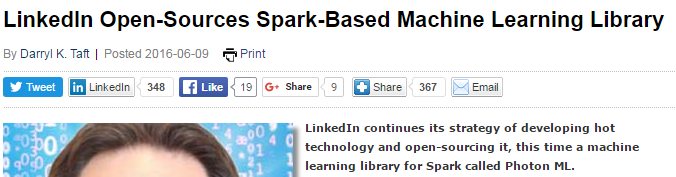 LinkedIn Open-Sources Spark-Based Machine Learning Library
By Darryl K. Taft | Posted 2016-06-09 Print
Tweet in LinkedIn 348 f Like 19 G+ Share 9 Share 367 Email
LinkedIn continues its strategy of developing hot
technology and open-sourcing it, this time a machine
learning library for Spark called Photon ML.